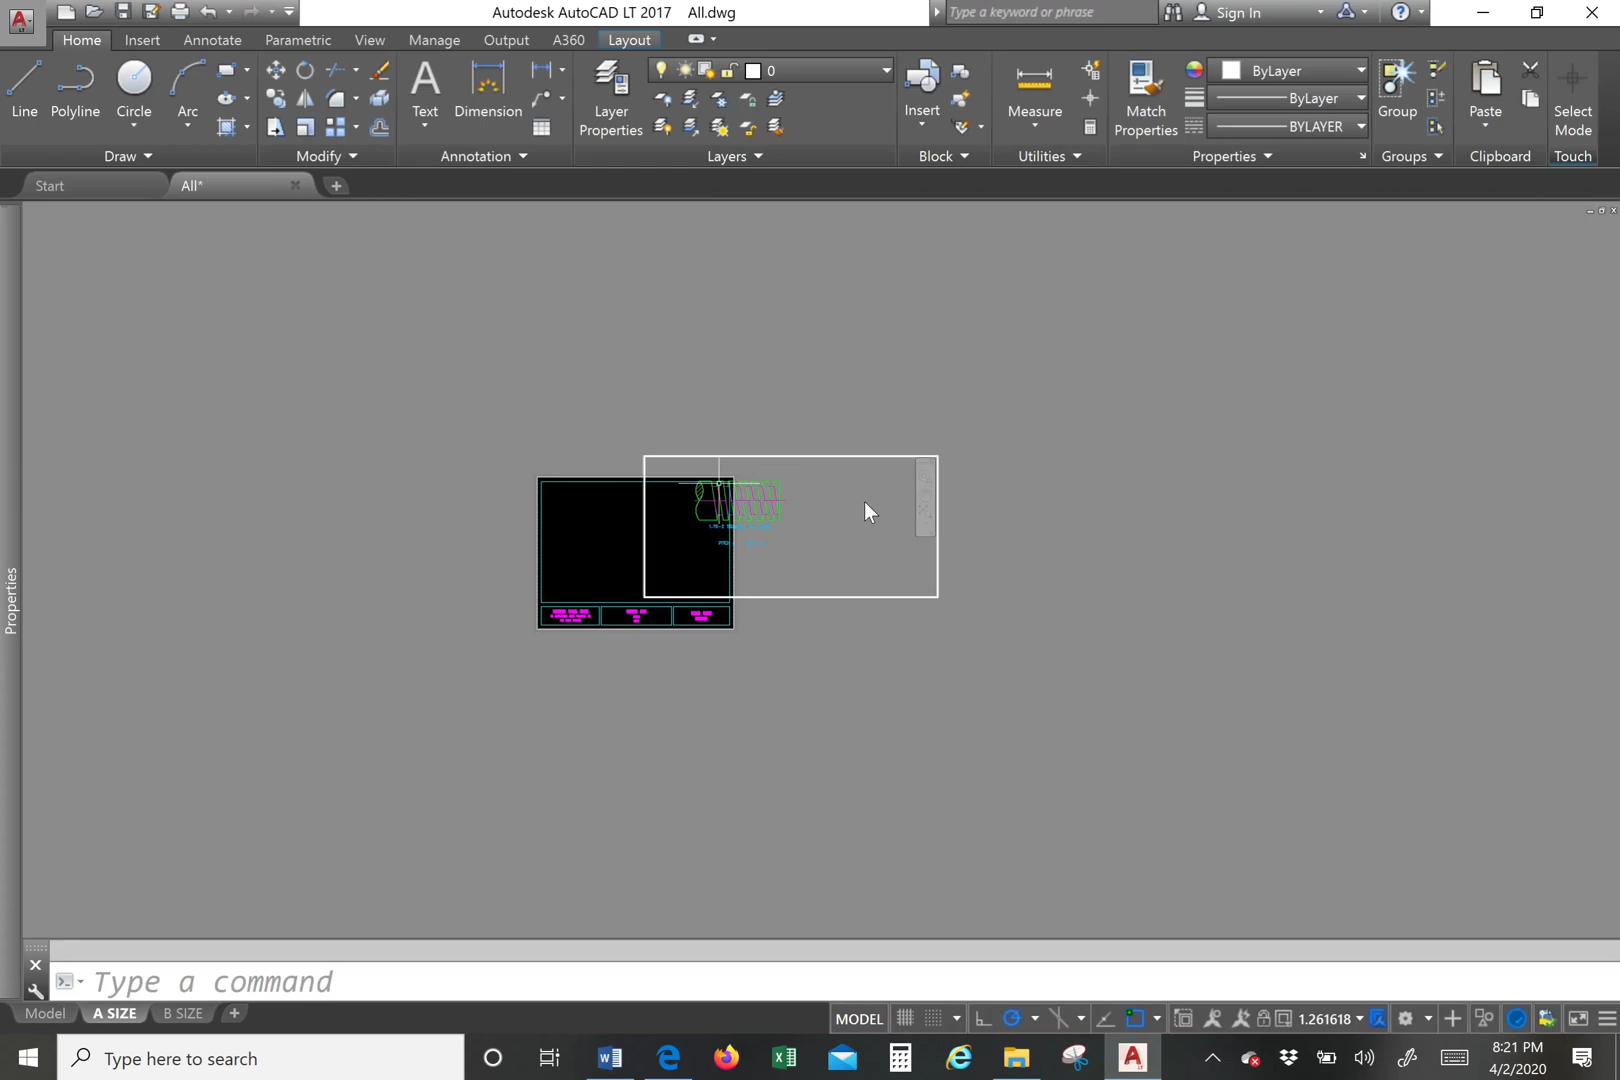 Autodesk AutoCAD LT 2017 All.dwg
Type a keyword or phrase
Sign In
Home Insert Annotate Parametric View Manage Output A360 Layout
0
ByLayer
ByLayer
BYLAYER
Line Polyline Circle Arc
Text Dimension
Layer Properties
Insert
Measure
Match Properties
Group
Paste
Select Mode
Draw Modify Annotation Layers Block Utilities Properties Groups Clipboard Touch
Start All*
Properties
Type a command
Model A SIZE B SIZE
MODEL 1.261618
Type here to search
8:21 PM
4/2/2020